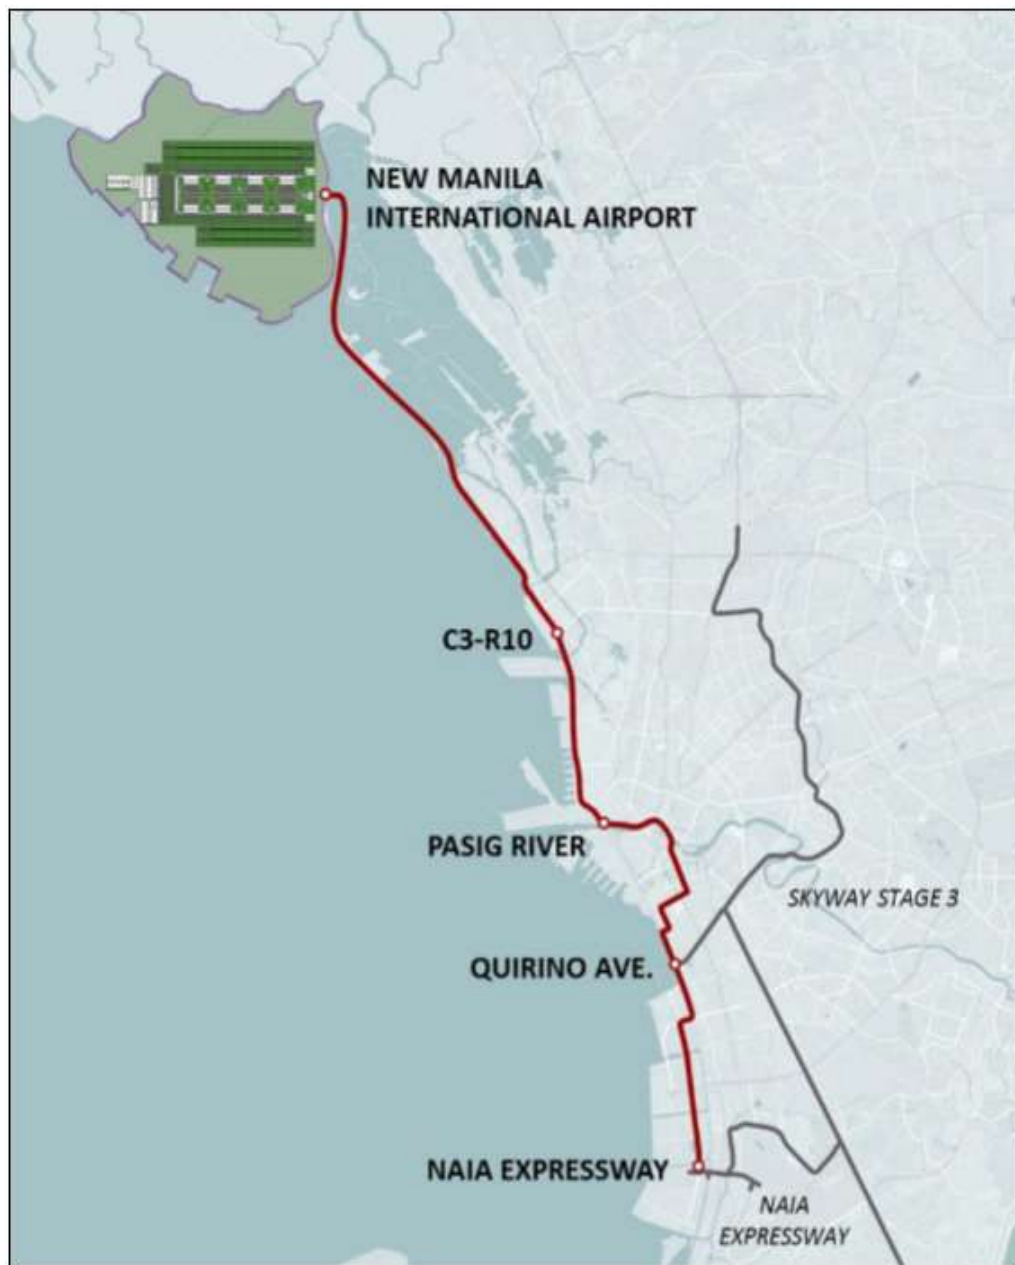 NEW MANILA
INTERNATIONAL AIRPORT
C3-R10
PASIG RIVER
SKYWAY STAGE 3
QUIRINO AVE.
NAIA EXPRESSWAY
NAIA
EXPRESSWAY